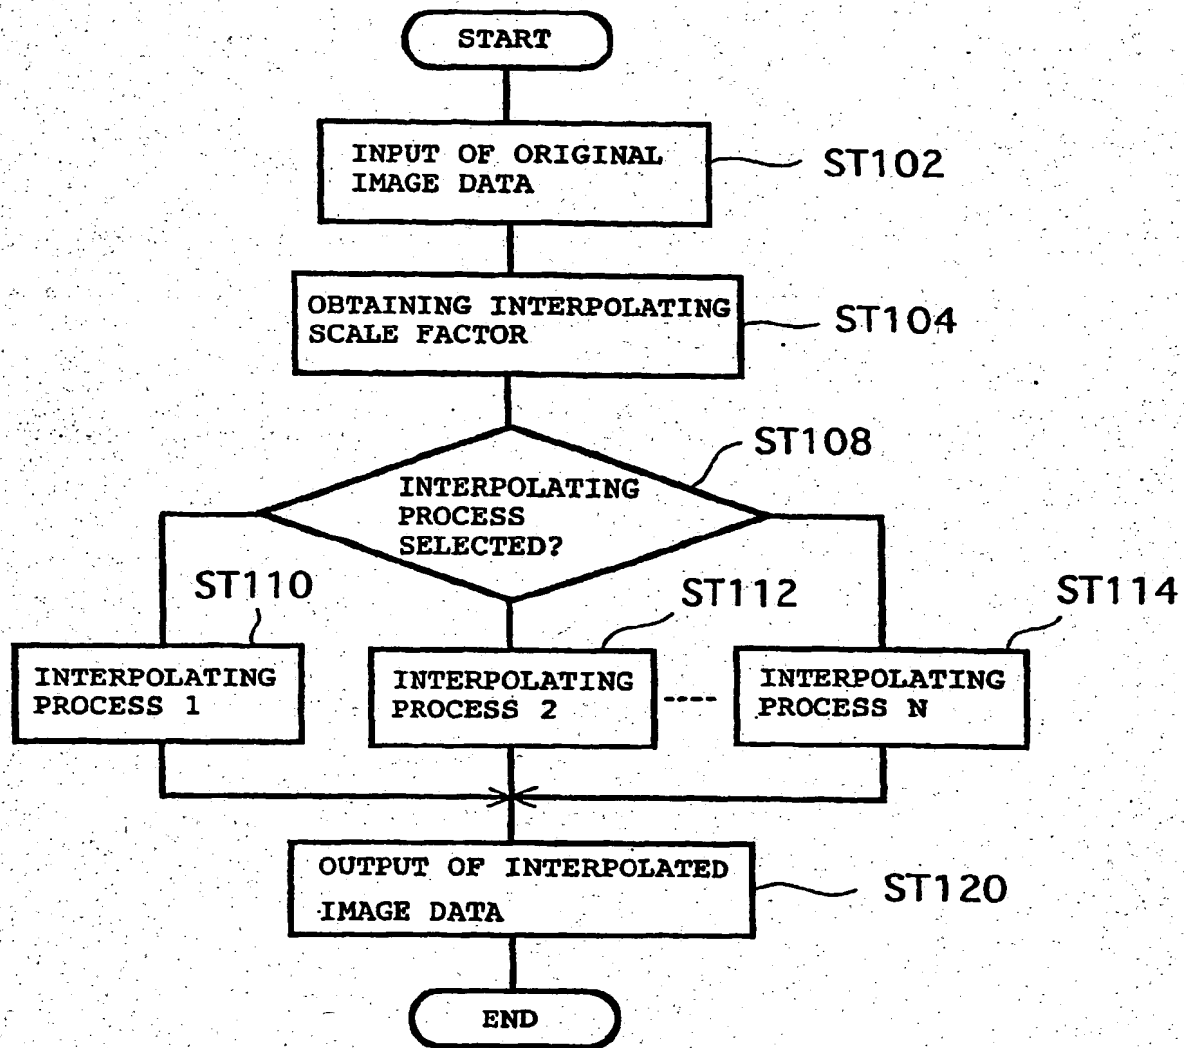 START
INPUT OF ORIGINAL
IMAGE DATA
ST102
OBTAINING INTERPOLATING
SCALE FACTOR
ST104
ST108
INTERPOLATING
PROCESS
SELECTED?
ST110
ST112
ST114
INTERPOLATING
PROCESS 1
INTERPOLATING
PROCESS 2
----
INTERPOLATING
PROCESS N
OUTPUT OF INTERPOLATED
IMAGE DATA
ST120
END